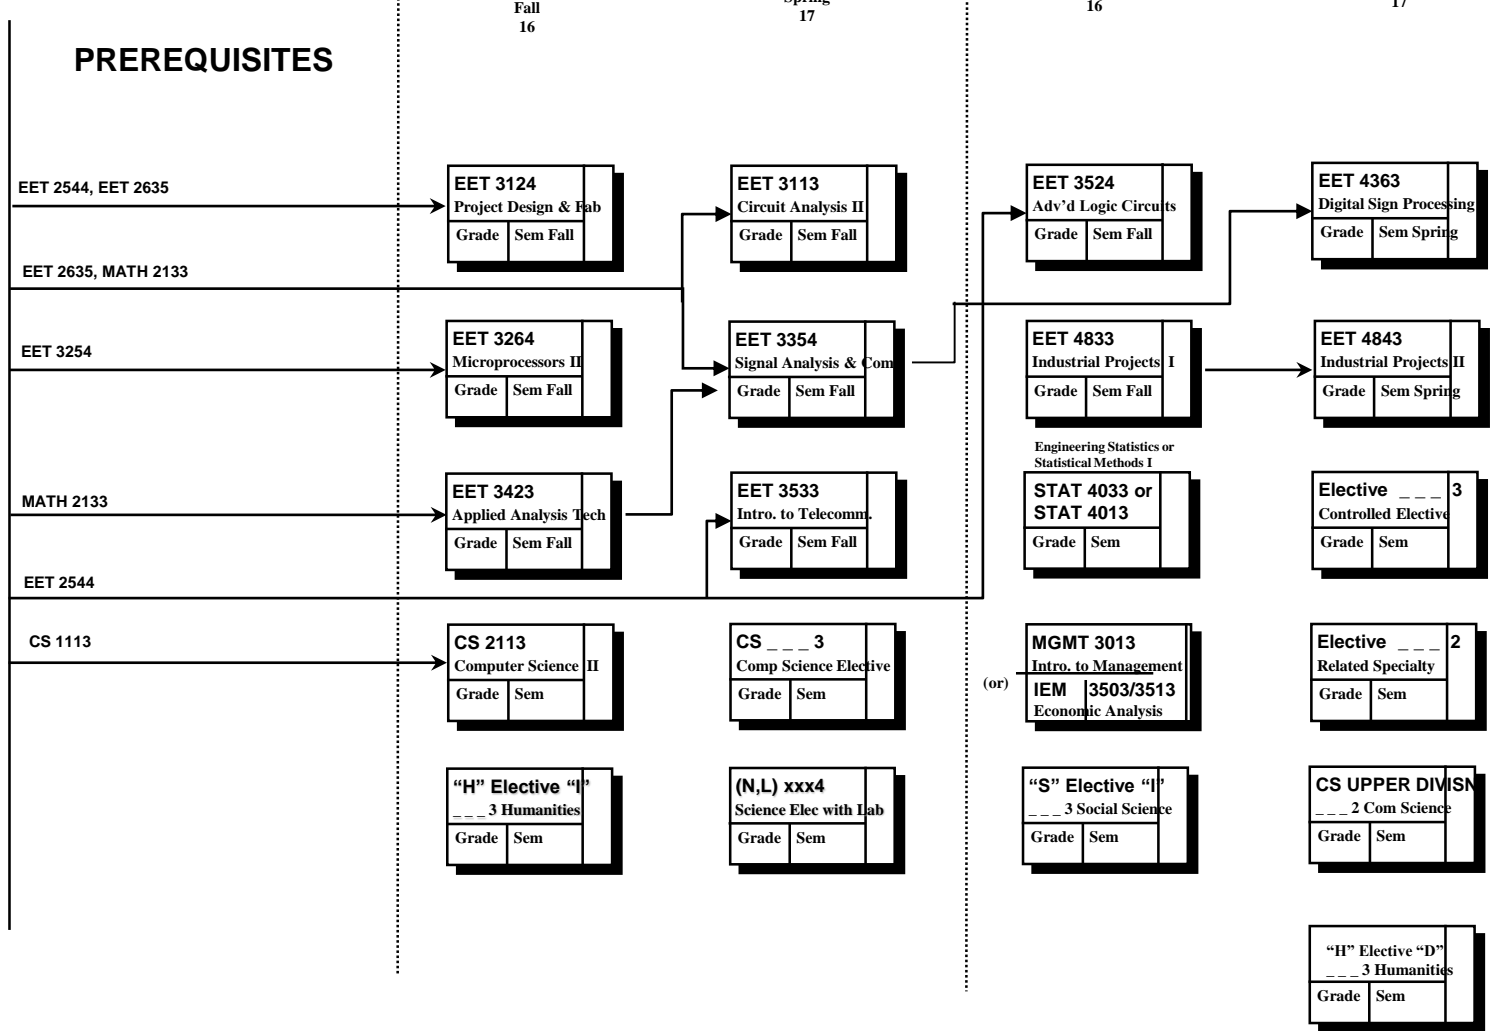 Fall
16
Spring
17
16
17
PREREQUISITES
EET 2544, EET 2635
EET 2635, MATH 2133
EET 3254
MATH 2133
EET 2544
CS 1113
EET 3124
Project Design & Fab
Grade Sem Fall
EET 3264
Microprocessors II
Grade Sem Fall
EET 3423
Applied Analysis Tech
Grade Sem Fall
CS 2113
Computer Science II
Grade Sem
“H” Elective “I”
_ _ _ 3 Humanities
Grade Sem
EET 3113
Circuit Analysis II
Grade Sem Fall
EET 3354
Signal Analysis & Com
Grade Sem Fall
EET 3533
Intro. to Telecomm.
Grade Sem Fall
CS _ _ _ 3
Comp Science Elective
Grade Sem
(N,L) xxx4
Science Elec with Lab
Grade Sem
EET 3524
Adv’d Logic Circuits
Grade Sem Fall
EET 4833
Industrial Projects I
Grade Sem Fall
Engineering Statistics or
Statistical Methods I
STAT 4033 or
STAT 4013
Grade Sem
MGMT 3013
Intro. to Management
(or)
IEM 3503/3513
Economic Analysis
“S” Elective “I”
_ _ _ 3 Social Science
Grade Sem
EET 4363
Digital Sign Processing
Grade Sem Spring
EET 4843
Industrial Projects II
Grade Sem Spring
Elective _ _ _ 3
Controlled Elective
Grade Sem
Elective _ _ _ 2
Related Specialty
Grade Sem
CS UPPER DIVISN
_ _ _ 2 Com Science
Grade Sem
“H” Elective “D”
_ _ _ 3 Humanities
Grade Sem